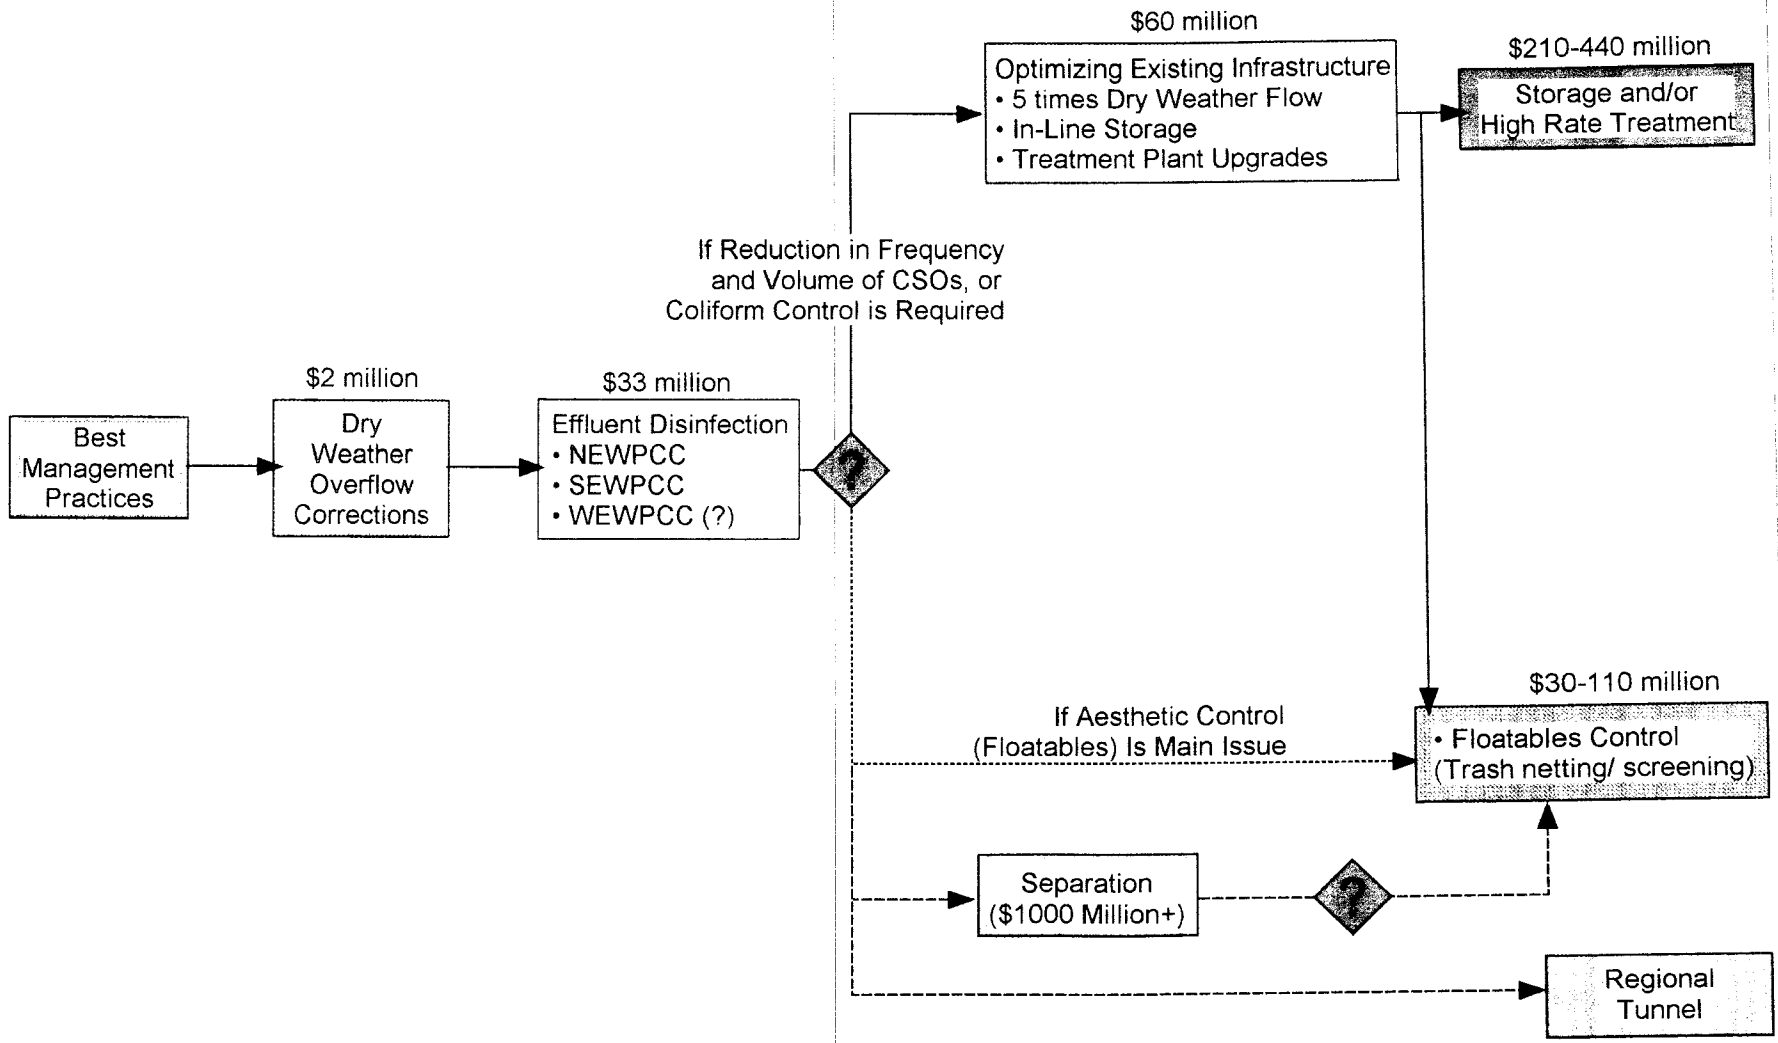 $60 million
Optimizing Existing Infrastructure
• 5 times Dry Weather Flow
• In-Line Storage
• Treatment Plant Upgrades
$210-440 million
Storage and/or
High Rate Treatment
If Reduction in Frequency
and Volume of CSOs, or
Coliform Control is Required
Best
Management
Practices
$2 million
Dry
Weather
Overflow
Corrections
$33 million
Effluent Disinfection
• NEWPCC
• SEWPCC
• WEWPCC (?)
?
If Aesthetic Control
(Floatables) Is Main Issue
$30-110 million
• Floatables Control
(Trash netting/ screening)
Separation
($1000 Million+)
?
Regional
Tunnel